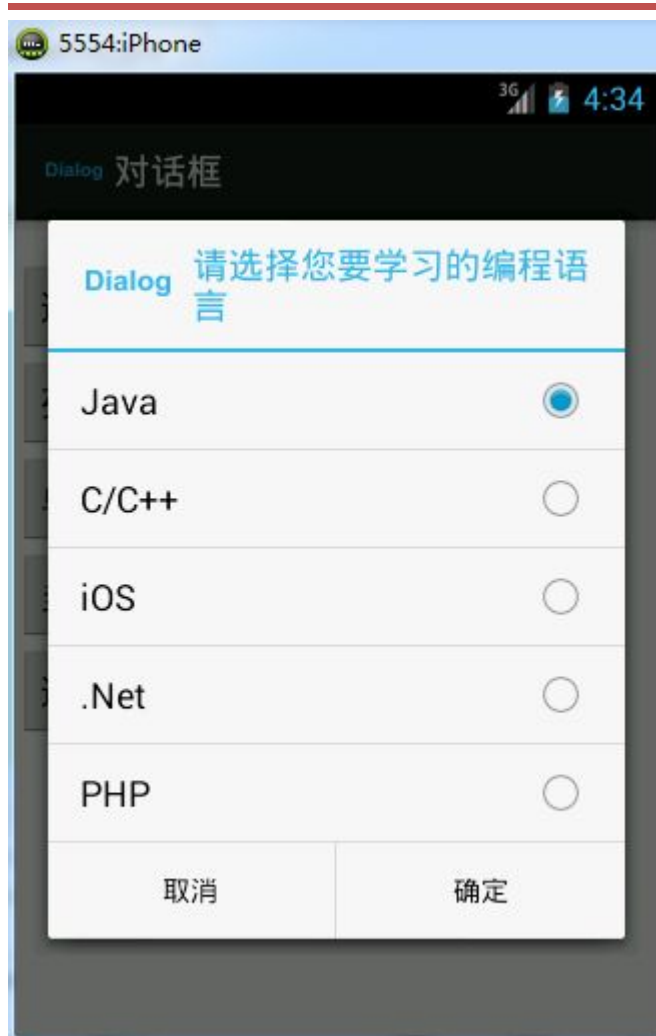 5554:iPhone
3G 4:34
Dialog 对话框
Dialog 请选择您要学习的编程语
言
Java
C/C++
iOS
.Net
PHP
取消 确定